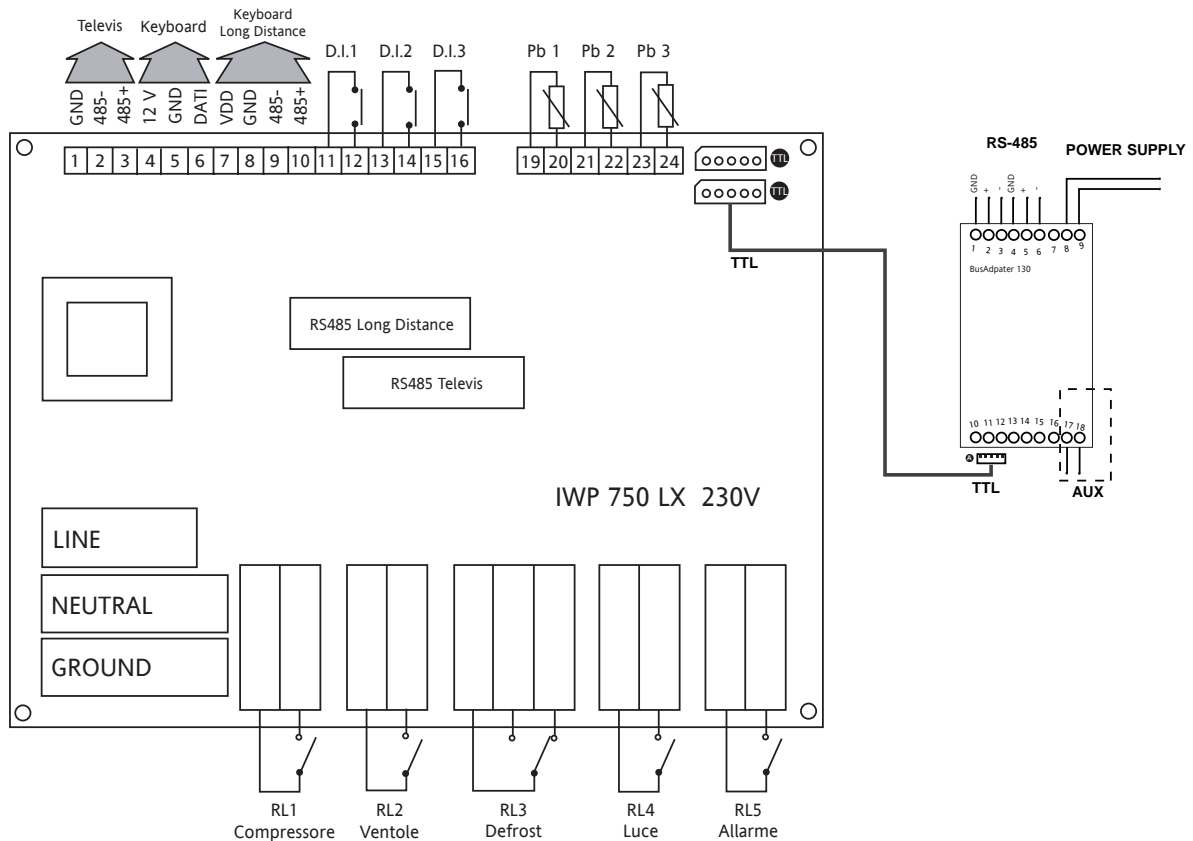 Televis
Keyboard
Keyboard
Long Distance
GND
485-
485+
12 V
GND
DATI
VDD
GND
485-
485+
D.I.1
D.I.2
D.I.3
Pb 1
Pb 2
Pb 3
1 2 3 4 5 6 7 8 9 10 11 12 13 14 15 16
19 20 21 22 23 24
TTL
TTL
TTL
RS-485
POWER SUPPLY
GND
+
-
GND
+
-
1 2 3 4 5 6 7 8 9
BusAdpater 130
RS485 Long Distance
RS485 Televis
10 11 12 13 14 15 16 17 18
A
TTL
AUX
IWP 750 LX 230V
LINE
NEUTRAL
GROUND
RL1
Compressore
RL2
Ventole
RL3
Defrost
RL4
Luce
RL5
Allarme